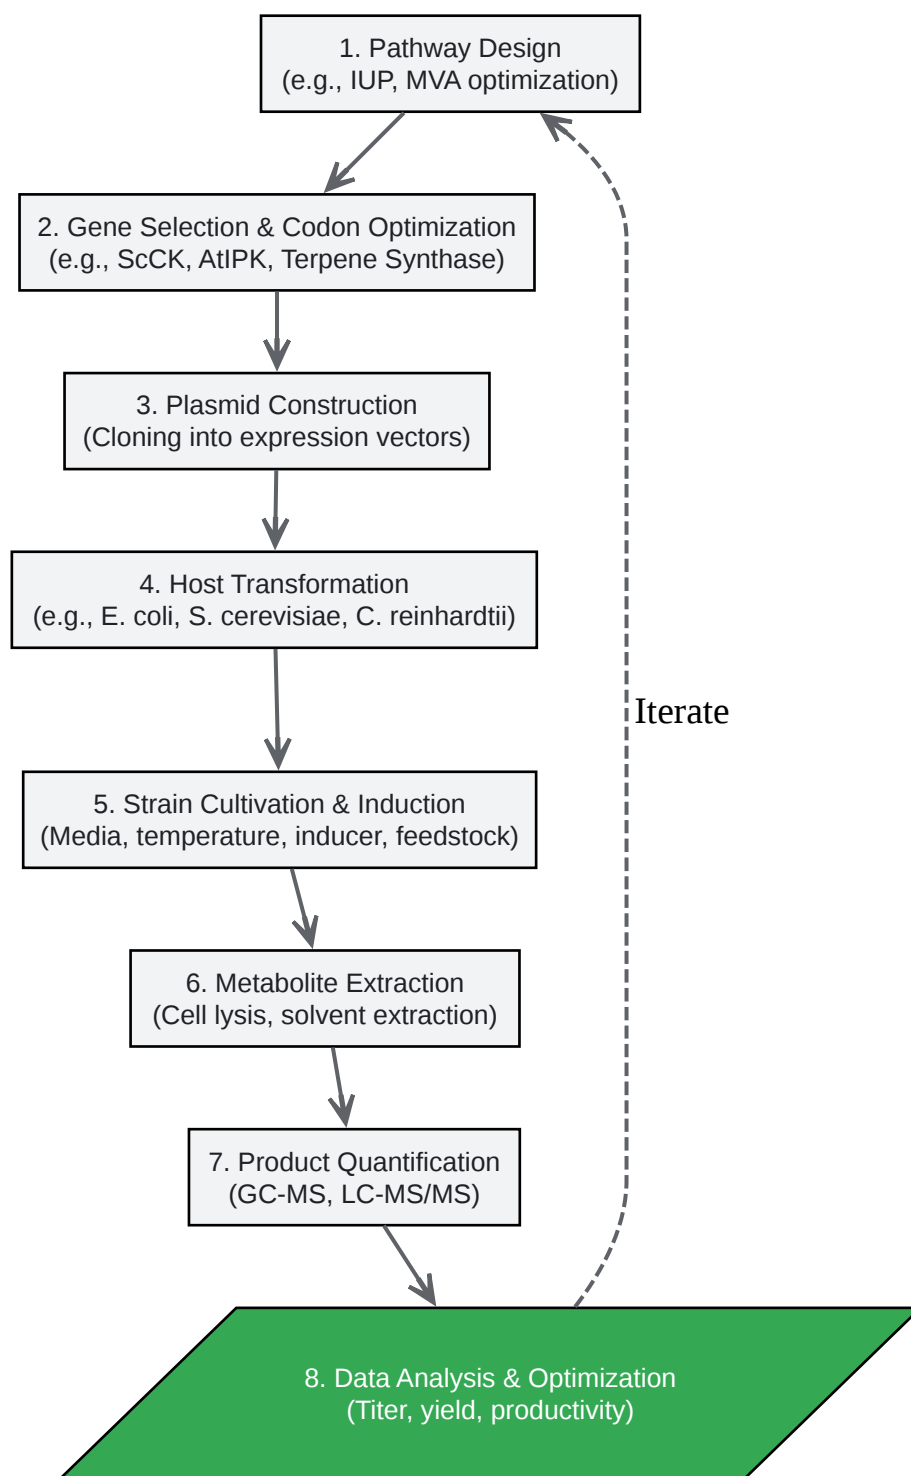 1. Pathway Design
(e.g., IUP, MVA optimization)
2. Gene Selection & Codon Optimization
(e.g., ScCK, AtIPK, Terpene Synthase)
3. Plasmid Construction
(Cloning into expression vectors)
4. Host Transformation
(e.g., E. coli, S. cerevisiae, C. reinhardtii)
Iterate
5. Strain Cultivation & Induction
(Media, temperature, inducer, feedstock)
6. Metabolite Extraction
(Cell lysis, solvent extraction)
7. Product Quantification
(GC-MS, LC-MS/MS)
8. Data Analysis & Optimization
(Titer, yield, productivity)